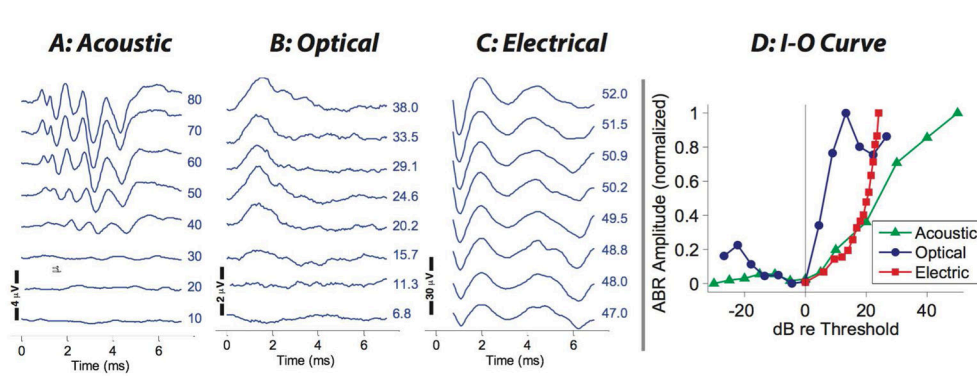 A: Acoustic
80
70
60
50
40
30
20
10
4 μV
0 2 4 6
Time (ms)
B: Optical
38.0
33.5
29.1
24.6
20.2
15.7
11.3
6.8
2 μV
0 2 4 6
Time (ms)
C: Electrical
52.0
51.5
50.9
50.2
49.5
48.8
48.0
47.0
30 μV
0 2 4 6
Time (ms)
D: I-O Curve
ABR Amplitude (normalized)
1
0.8
0.6
0.4
0.2
0
Acoustic
Optical
Electric
-20 0 20 40
dB re Threshold